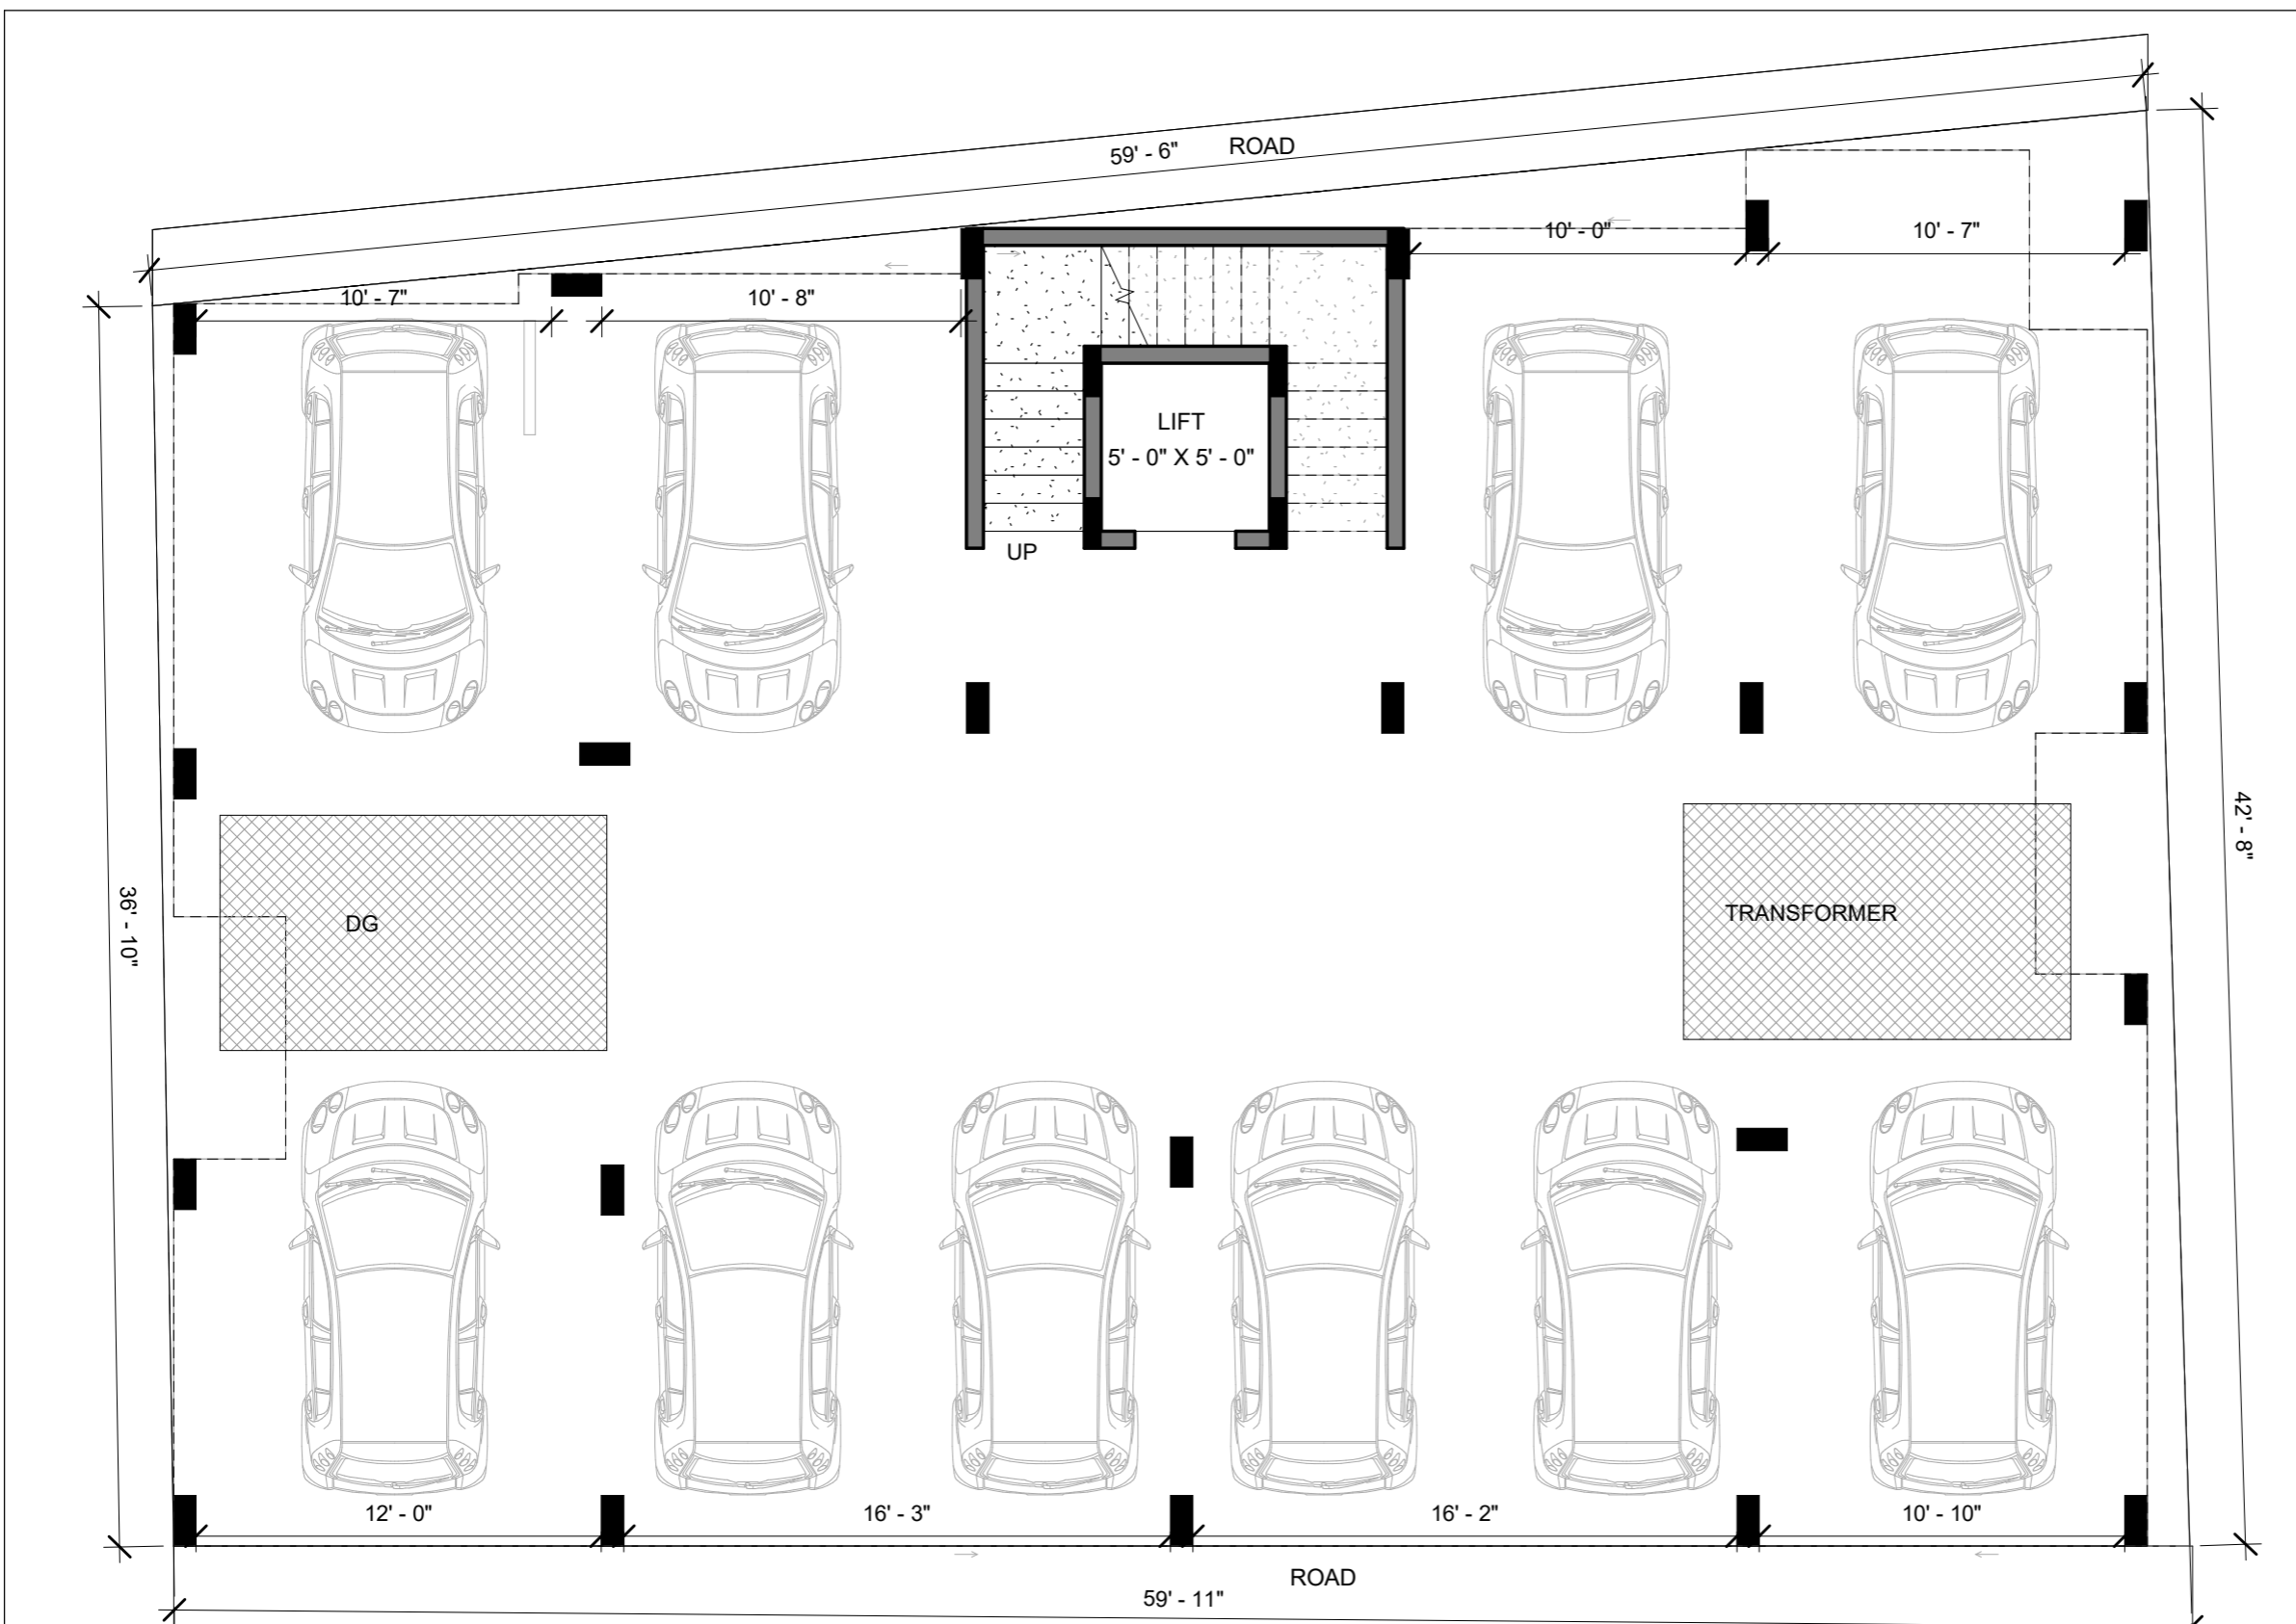 59' - 6" ROAD
10' - 0"
10' - 7"
10' - 7"
10' - 8"
LIFT
5' - 0" X 5' - 0"
UP
42' - 8"
36' - 10"
DG
TRANSFORMER
12' - 0"
16' - 3"
16' - 2"
10' - 10"
ROAD
59' - 11"